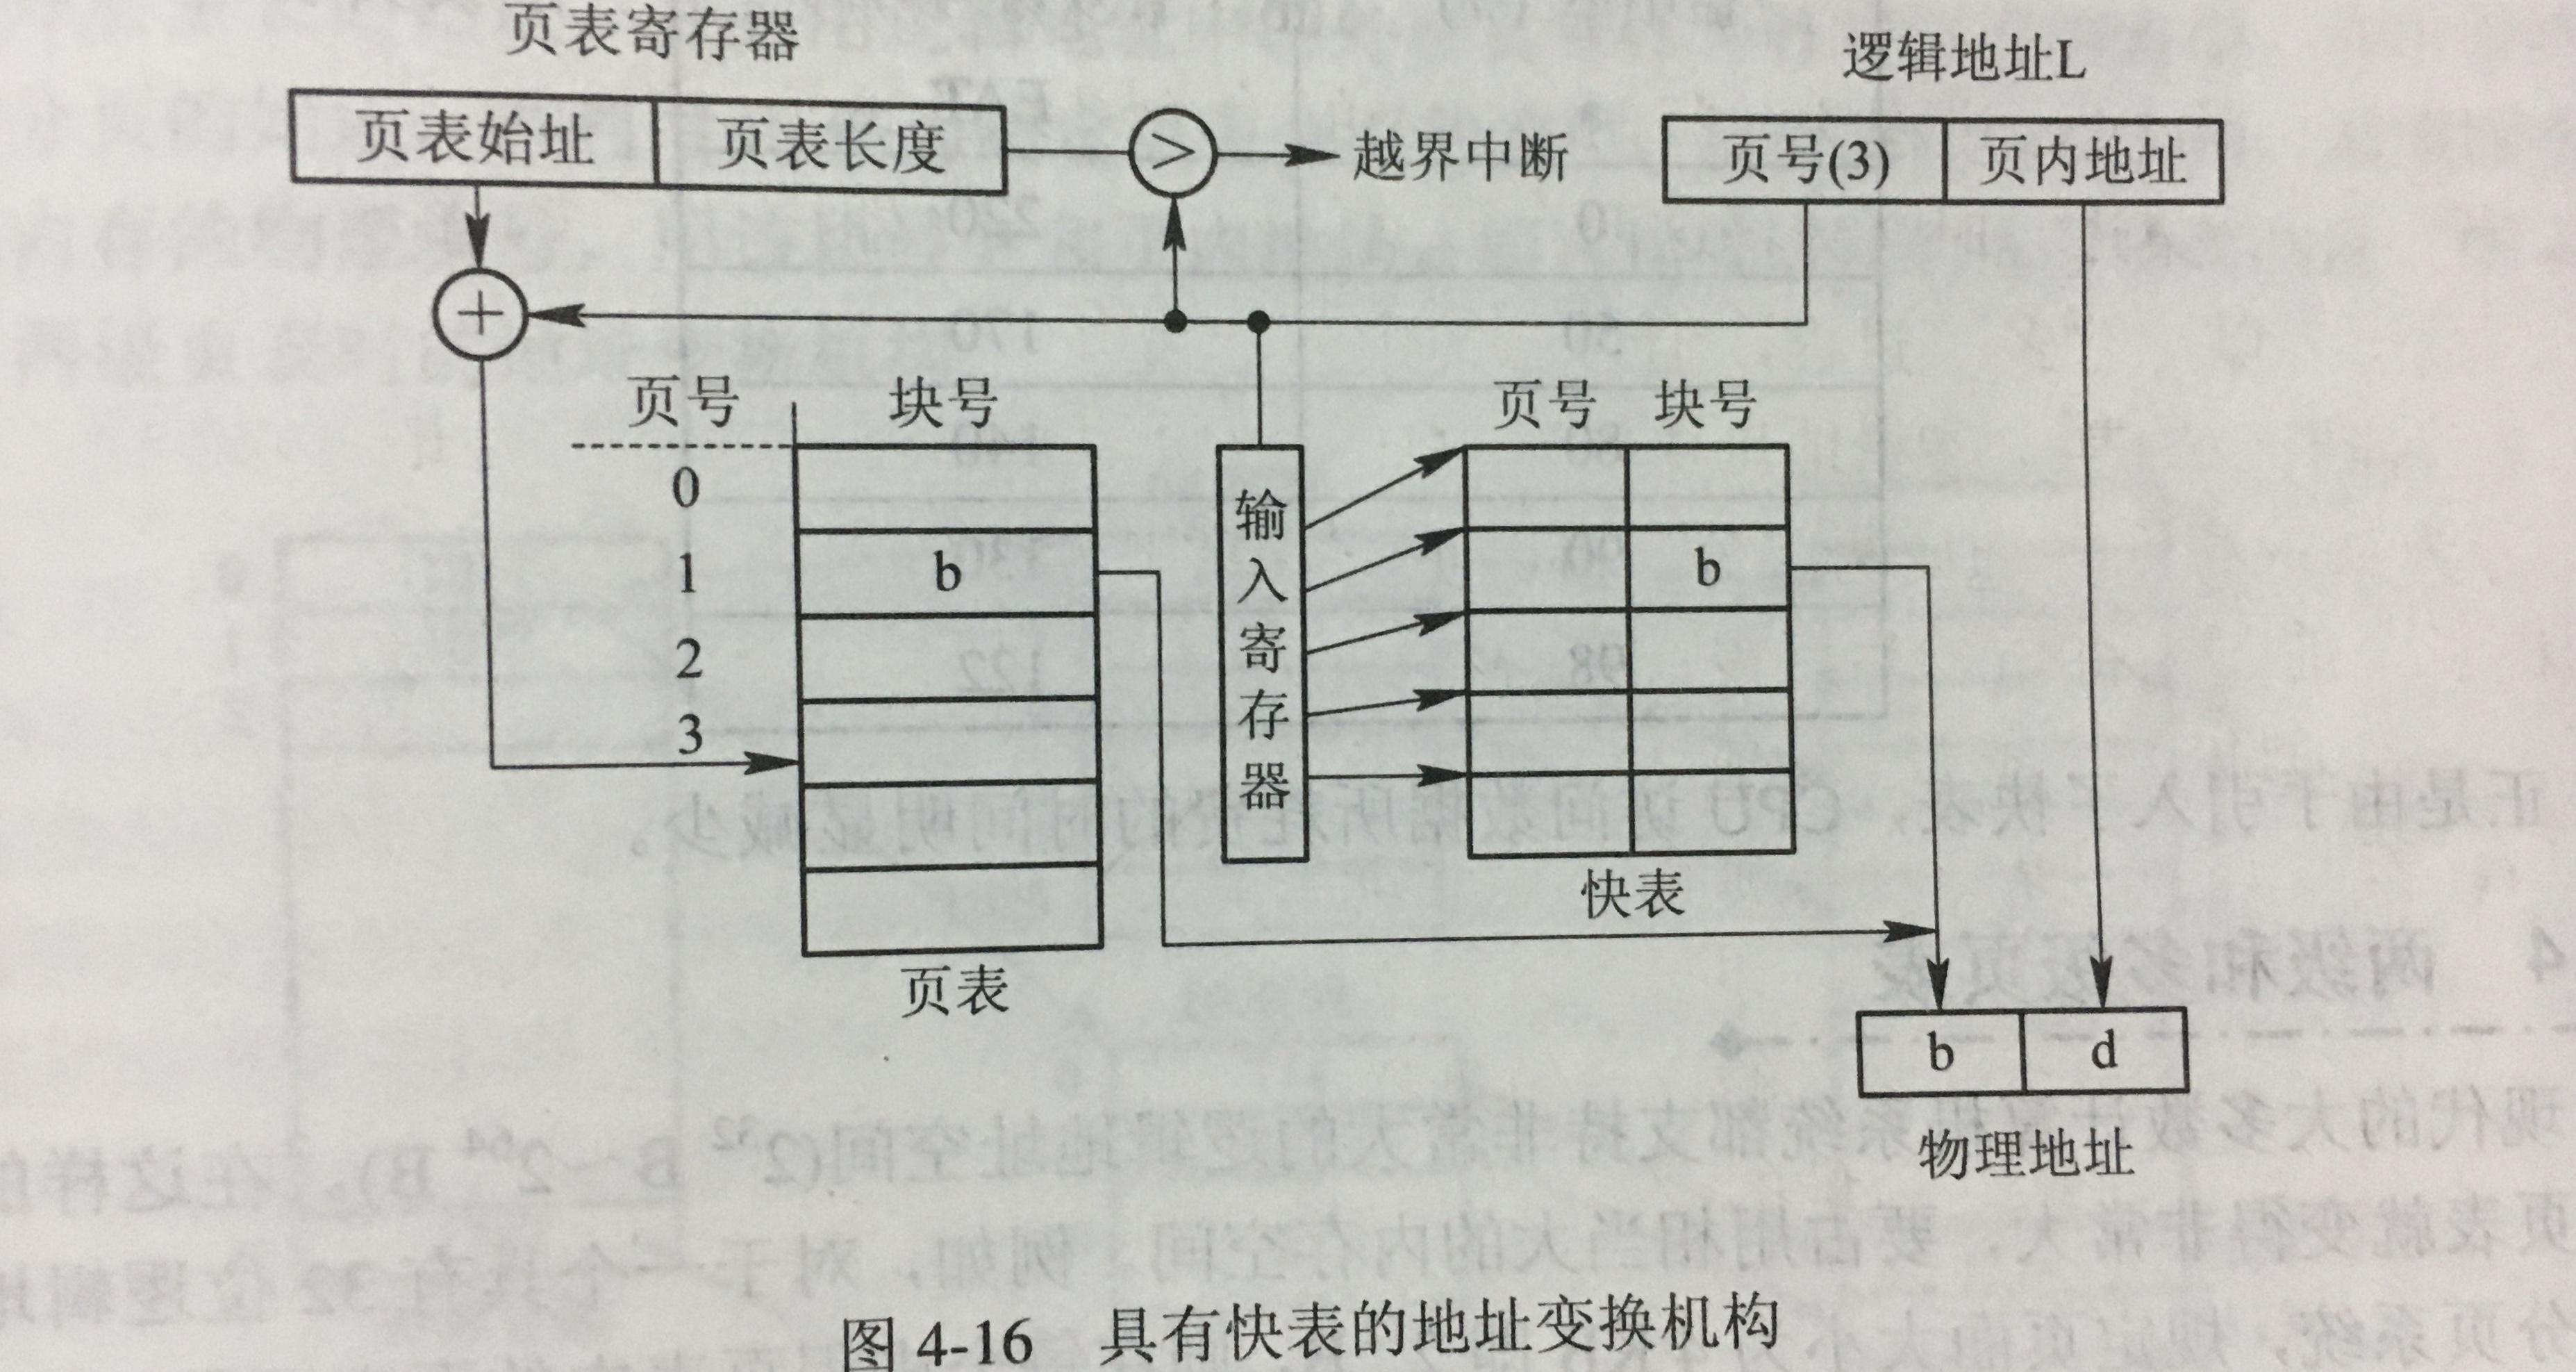 页表寄存器
逻辑地址L
页表始址 页表长度 > 越界中断 页号(3) 页内地址
+
页号 块号 页号 块号
0
1 b b
2
3
输入寄存器
快表
页表
b d
物理地址
图 4-16 具有快表的地址变换机构